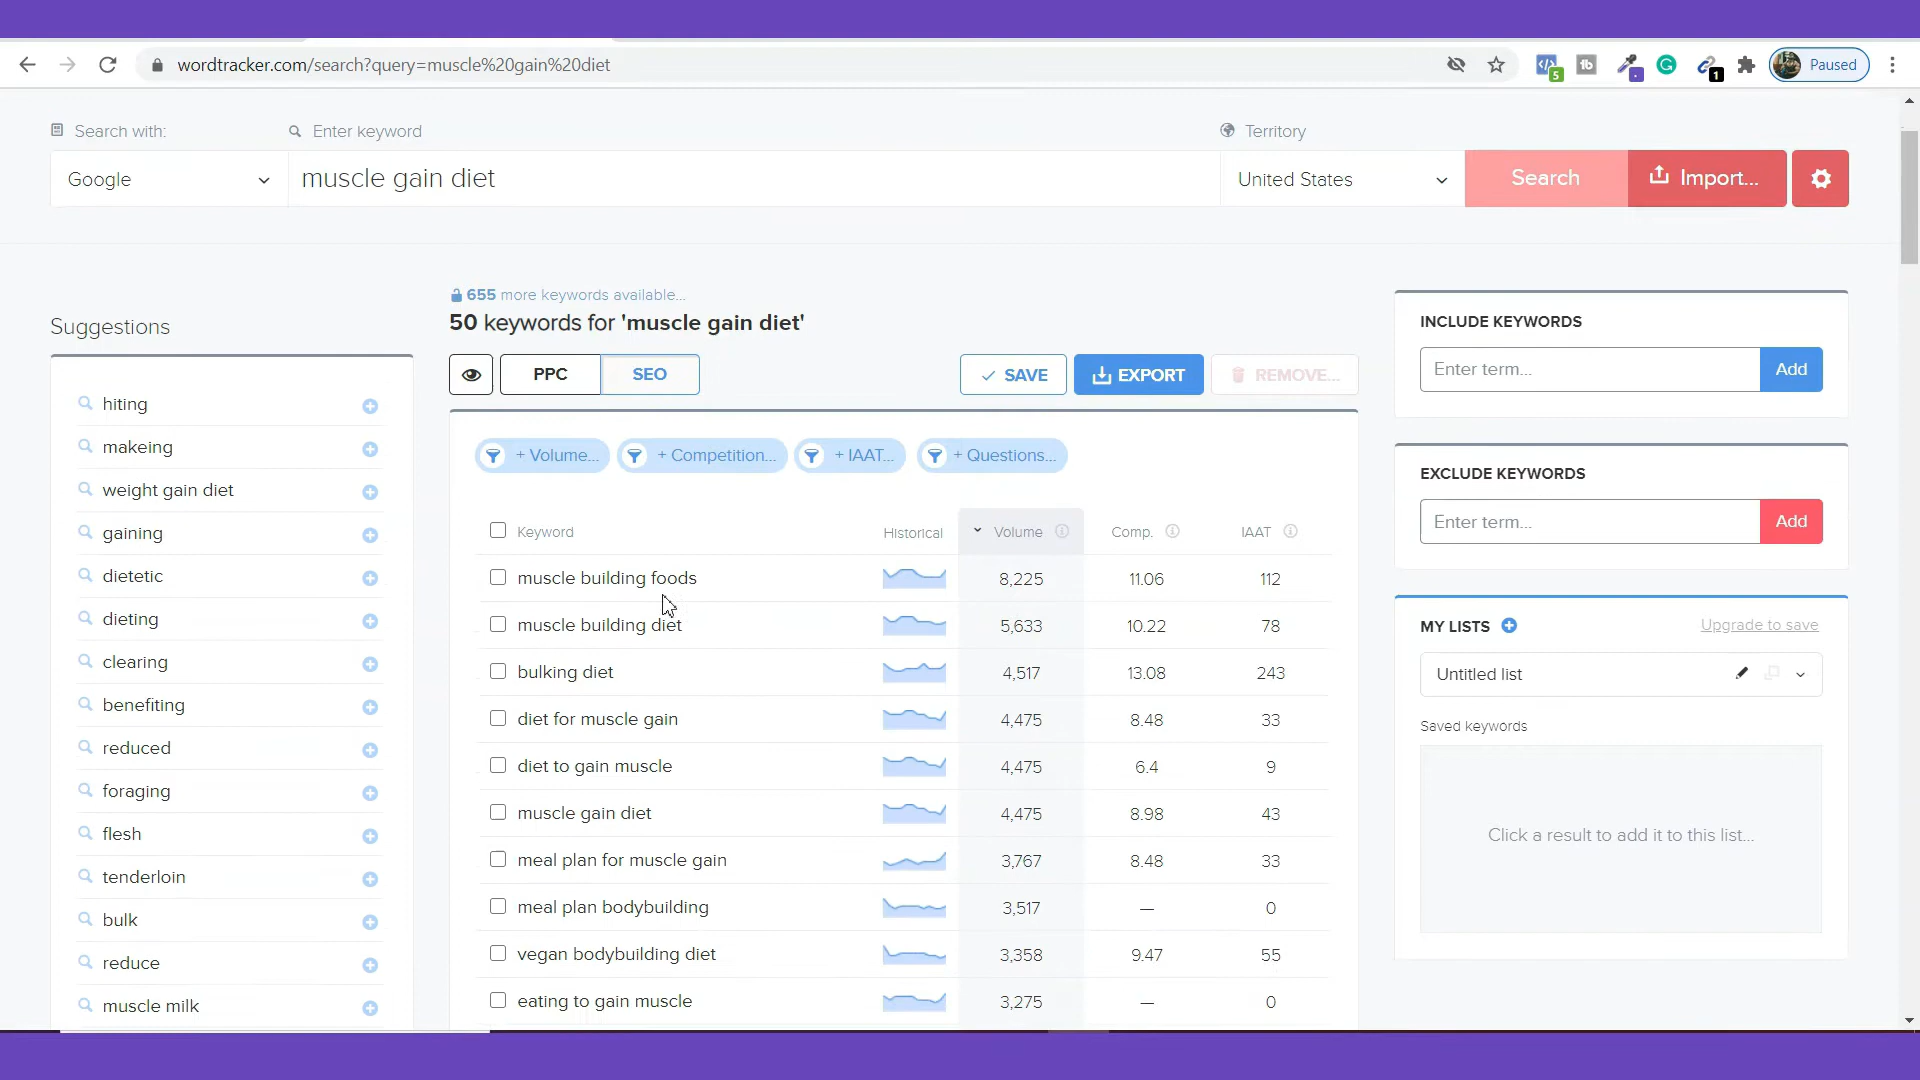 wordtracker.com/search?query=muscle%20gain%20diet
5
1
Paused
Search with:
Enter keyword
Territory
Google
muscle gain diet
United States
Search
Import...
Suggestions
hiting
makeing
weight gain diet
gaining
dietetic
dieting
clearing
benefiting
reduced
foraging
flesh
tenderloin
bulk
reduce
muscle milk
655 more keywords available...
50 keywords for 'muscle gain diet'
PPC
SEO
SAVE
EXPORT
REMOVE...
+ Volume...
+ Competition...
+ IAAT...
+ Questions...
Keyword Historical Volume Comp. IAAT
muscle building foods 8,225 11.06 112
muscle building diet 5,633 10.22 78
bulking diet 4,517 13.08 243
diet for muscle gain 4,475 8.48 33
diet to gain muscle 4,475 6.4 9
muscle gain diet 4,475 8.98 43
meal plan for muscle gain 3,767 8.48 33
meal plan bodybuilding 3,517 — 0
vegan bodybuilding diet 3,358 9.47 55
eating to gain muscle 3,275 — 0
INCLUDE KEYWORDS
Enter term...
Add
EXCLUDE KEYWORDS
Enter term...
Add
MY LISTS
Upgrade to save
Untitled list
Saved keywords
Click a result to add it to this list...